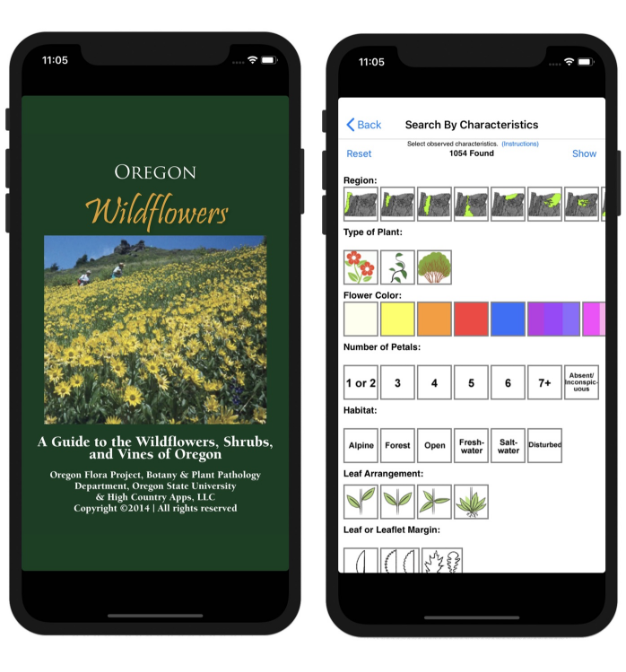 11:05
OREGON
Wildflowers
A Guide to the Wildflowers, Shrubs,
and Vines of Oregon
Oregon Flora Project, Botany & Plant Pathology
Department, Oregon State University
& High Country Apps, LLC
Copyright ©2014 | All rights reserved
11:05
Back
Search By Characteristics
Select observed characteristics. (Instructions)
Reset
1054 Found
Show
Region:
Type of Plant:
Flower Color:
Number of Petals:
1 or 2
3
4
5
6
7+
Absent/
Inconspic-
uous
Habitat:
Alpine
Forest
Open
Fresh-
water
Salt-
water
Disturbed
Leaf Arrangement:
Leaf or Leaflet Margin: